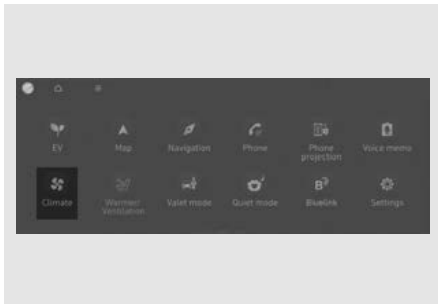 EV Map Navigation Phone Phone projection Voice memo
Climate Warmer/ Ventilation Valet mode Quiet mode Bluelink Settings